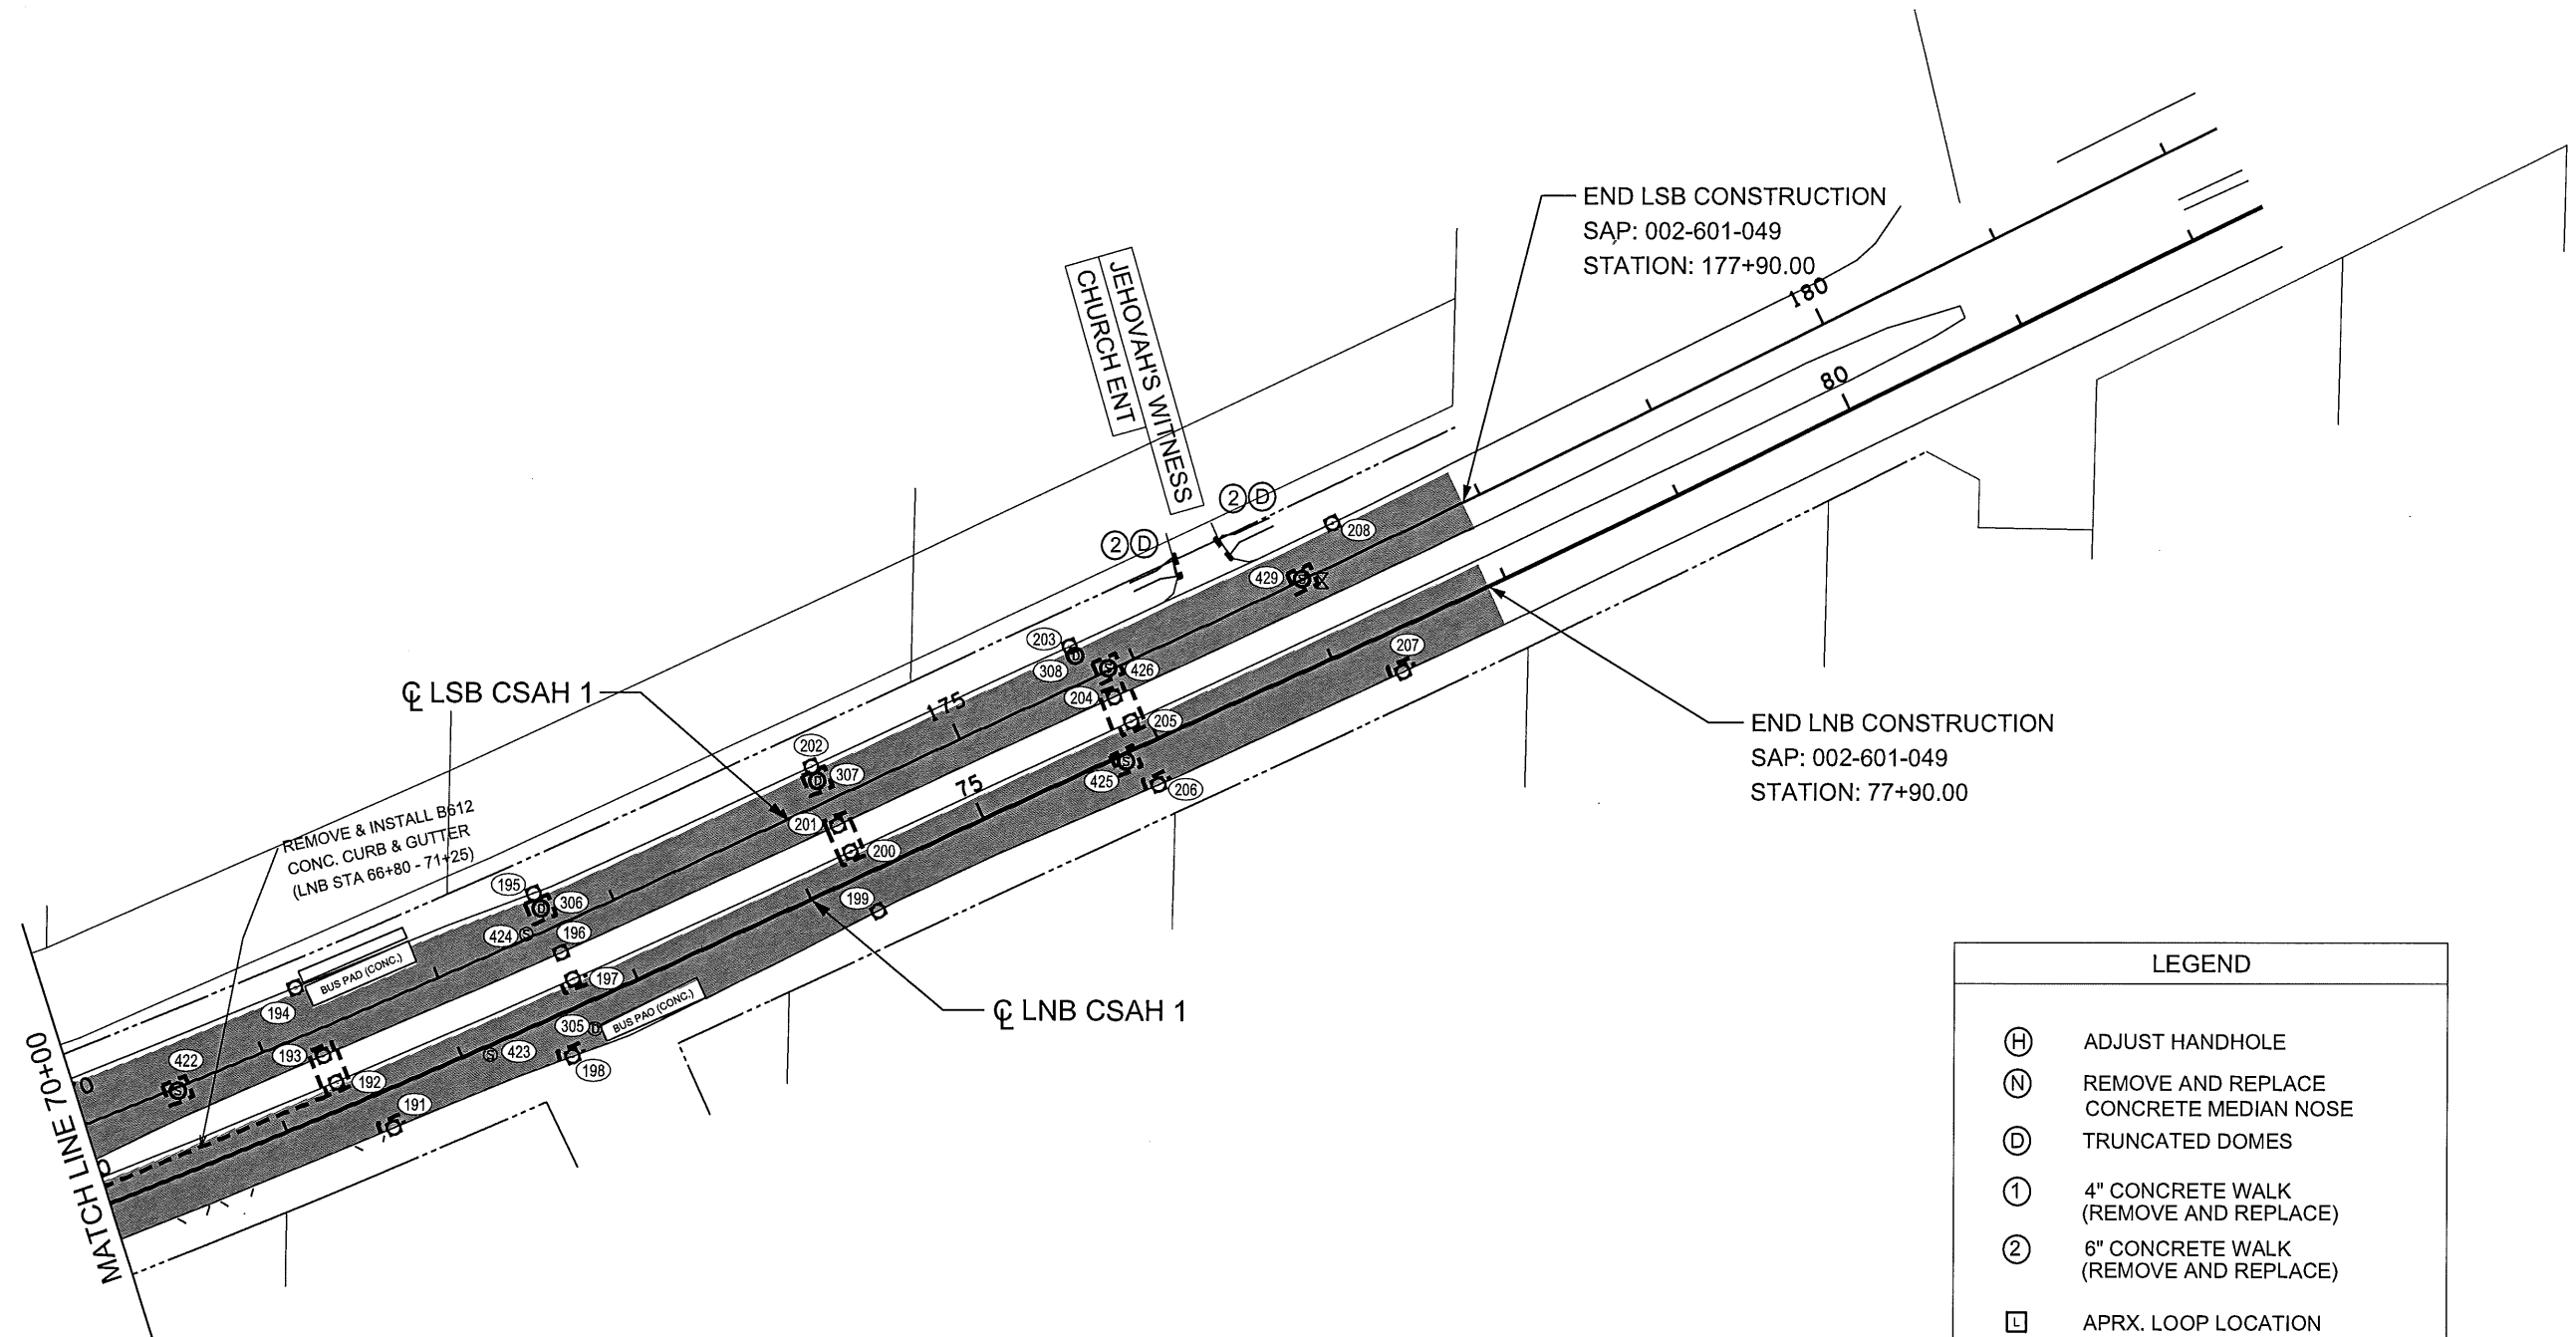 END LSB CONSTRUCTION
SAP: 002-601-049
STATION: 177+90.00
180
80
JEHOVAH'S WITNESS
CHURCH ENT
2 D
2 D
208
429
203
308
426
204
205
207
425
206
175
75
END LNB CONSTRUCTION
SAP: 002-601-049
STATION: 77+90.00
℄ LSB CSAH 1
202
D
307
201
200
199
REMOVE & INSTALL B612
CONC. CURB & GUTTER
(LNB STA 66+80 - 71+25)
195
D
306
424
S
196
197
BUS PAD (CONC.)
194
BUS PAD (CONC.)
305
D
423
S
198
℄ LNB CSAH 1
422
S
193
192
191
0
MATCH LINE 70+00
LEGEND
H ADJUST HANDHOLE
N REMOVE AND REPLACE
CONCRETE MEDIAN NOSE
D TRUNCATED DOMES
1 4" CONCRETE WALK
(REMOVE AND REPLACE)
2 6" CONCRETE WALK
(REMOVE AND REPLACE)
L APRX. LOOP LOCATION